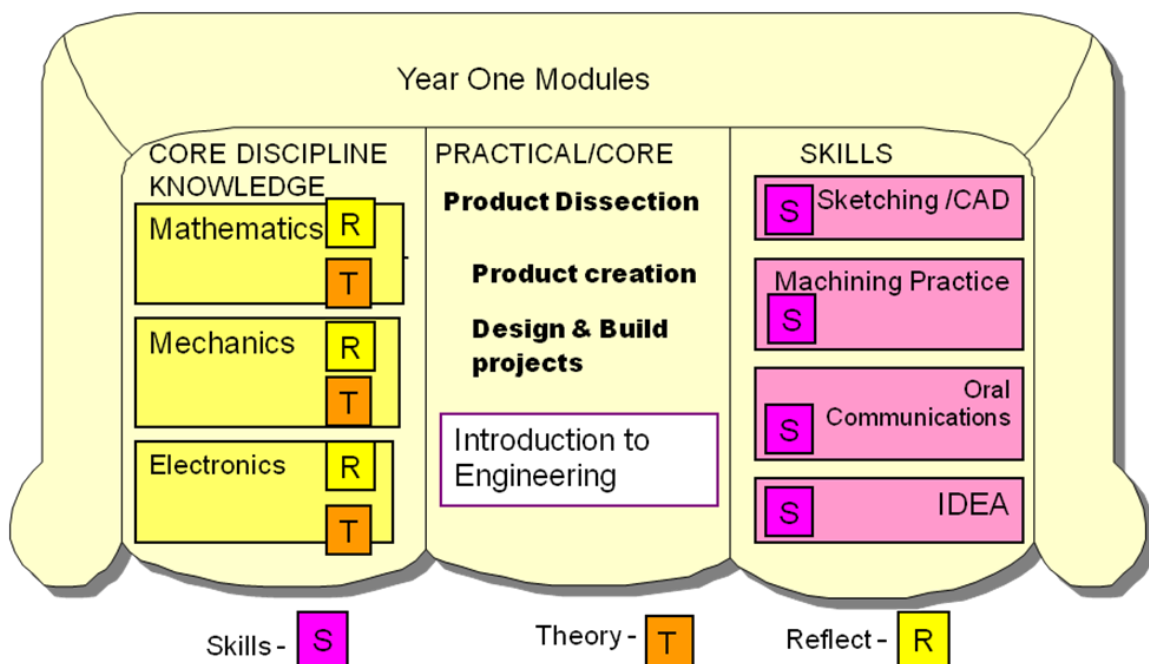 Year One Modules
CORE DISCIPLINE
KNOWLEDGE
Mathematics R
T
Mechanics R
T
Electronics R
T
PRACTICAL/CORE
Product Dissection
Product creation
Design & Build
projects
Introduction to
Engineering
SKILLS
S Sketching /CAD
Machining Practice
S
Oral
Communications
S
S IDEA
Skills - S
Theory - T
Reflect - R